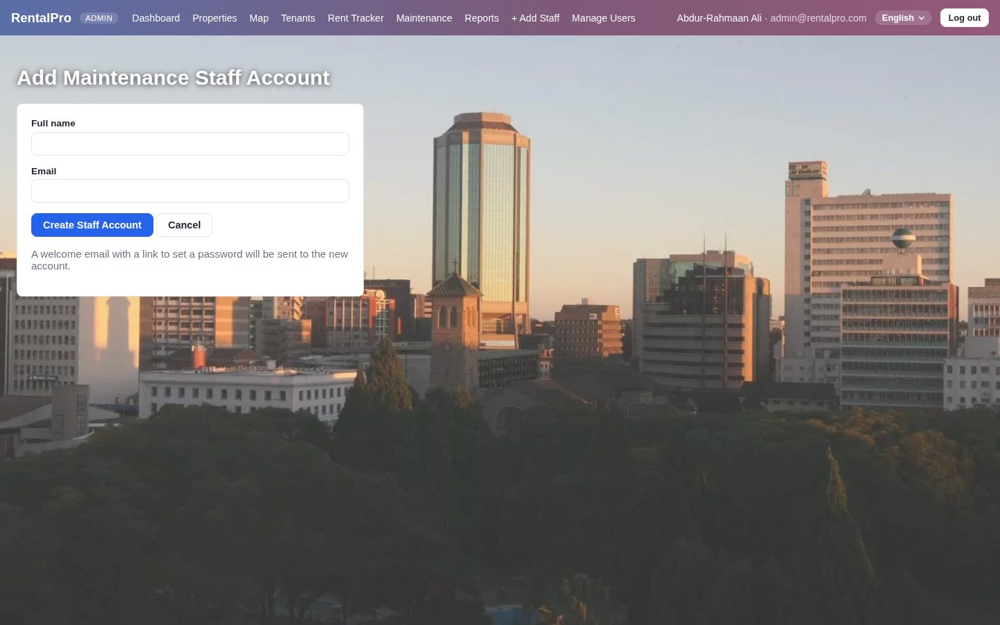 RentalPro ADMIN Dashboard Properties Map Tenants Rent Tracker Maintenance Reports + Add Staff Manage Users Abdur-Rahmaan Ali · admin@rentalpro.com English Log out
Add Maintenance Staff Account
Full name
Email
Create Staff Account Cancel
A welcome email with a link to set a password will be sent to the new
account.